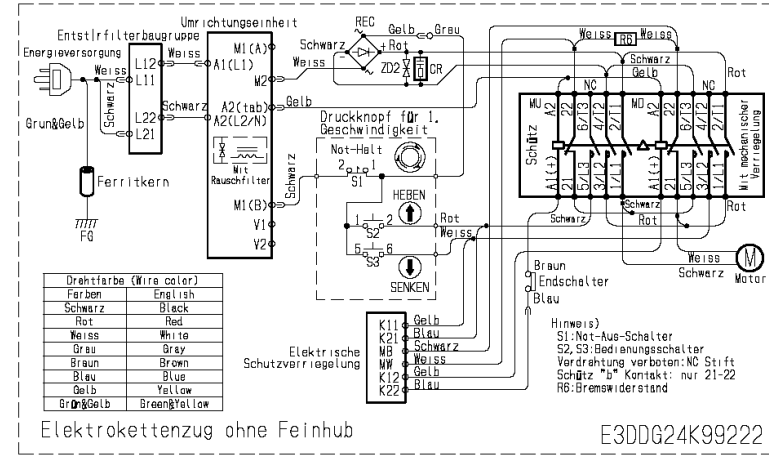 Energieversorgung
Entst|rfilterbaugruppe
Umrichtungseinheit
REC
Gelb
Grau
L12
Weiss
M1(A)
Schwarz
+
-
Rot
ZD2
CR
Weiss
L11
A1(L1)
M2
Weiss
Schwarz
L22
Schwarz
A2(tab)
A2(L2/N)
Gelb
Grun&Gelb
L21
Ferritkern
FG
Mit
Rauschfilter
M1(B)
V1
V2
Schwarz
Druckknopf für 1.
Geschwindigkeit
Not-Halt
2
1
S1
HEBEN
1
2
S2
Rot
Weiss
5
6
S3
SENKEN
Weiss
R6
Weiss
Schwarz
Gelb
Rot
NC
NC
MU
A2
22
6/T3
4/T2
2/T1
MD
A2
22
6/T3
4/T2
2/T1
Schütz
Mit mechanischer
Verriegelung
A1(+)
21
5/L3
3/L2
1/L1
A1(+)
21
5/L3
3/L2
1/L1
Schwarz
Schwarz
Rot
Rot
Weiss
Schwarz
M
Motor
Braun
Endschalter
Blau
Drehtfarbe (Wire color)
Farben English
Schwarz Black
Rot Red
Weiss White
Grau Gray
Braun Brown
Blau Blue
Gelb Yellow
Grün&Gelb Green&Yellow
Elektrische
Schutzverriegelung
K11 Gelb
K21 Blau
MB Schwarz
MW Weiss
K12 Gelb
K22 Blau
Hinweis)
S1:Not-Aus-Schalter
S2,S3:Bedienungsschalter
Verdrahtung verboten:NC Stift
Schütz "b" Kontakt: nur 21-22
R6:Bremswiderstand
Elektrokettenzug ohne Feinhub
E3DDG24K99222